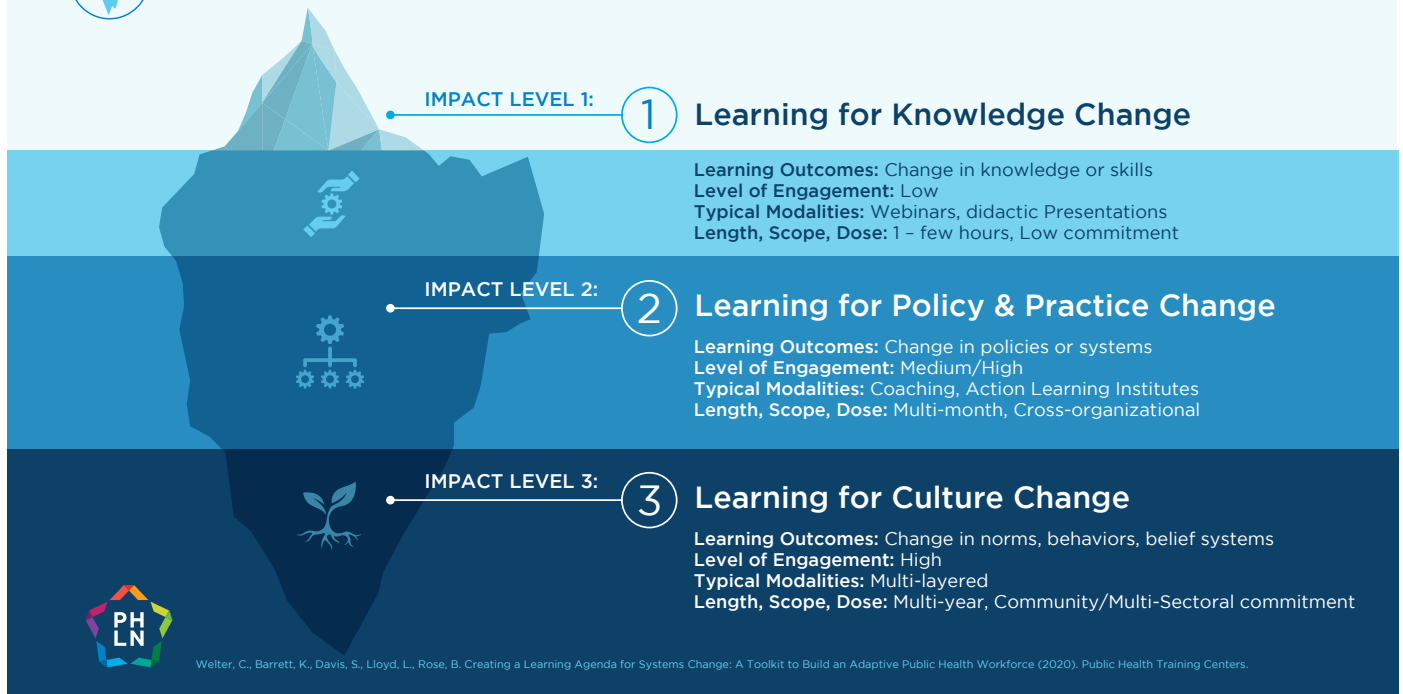 IMPACT LEVEL 1:
1
Learning for Knowledge Change
Learning Outcomes: Change in knowledge or skills
Level of Engagement: Low
Typical Modalities: Webinars, didactic Presentations
Length, Scope, Dose: 1 – few hours, Low commitment
IMPACT LEVEL 2:
2
Learning for Policy & Practice Change
Learning Outcomes: Change in policies or systems
Level of Engagement: Medium/High
Typical Modalities: Coaching, Action Learning Institutes
Length, Scope, Dose: Multi-month, Cross-organizational
IMPACT LEVEL 3:
3
Learning for Culture Change
Learning Outcomes: Change in norms, behaviors, belief systems
Level of Engagement: High
Typical Modalities: Multi-layered
Length, Scope, Dose: Multi-year, Community/Multi-Sectoral commitment
PH
LN
Welter, C., Barrett, K., Davis, S., Lloyd, L., Rose, B. Creating a Learning Agenda for Systems Change: A Toolkit to Build an Adaptive Public Health Workforce (2020). Public Health Training Centers.